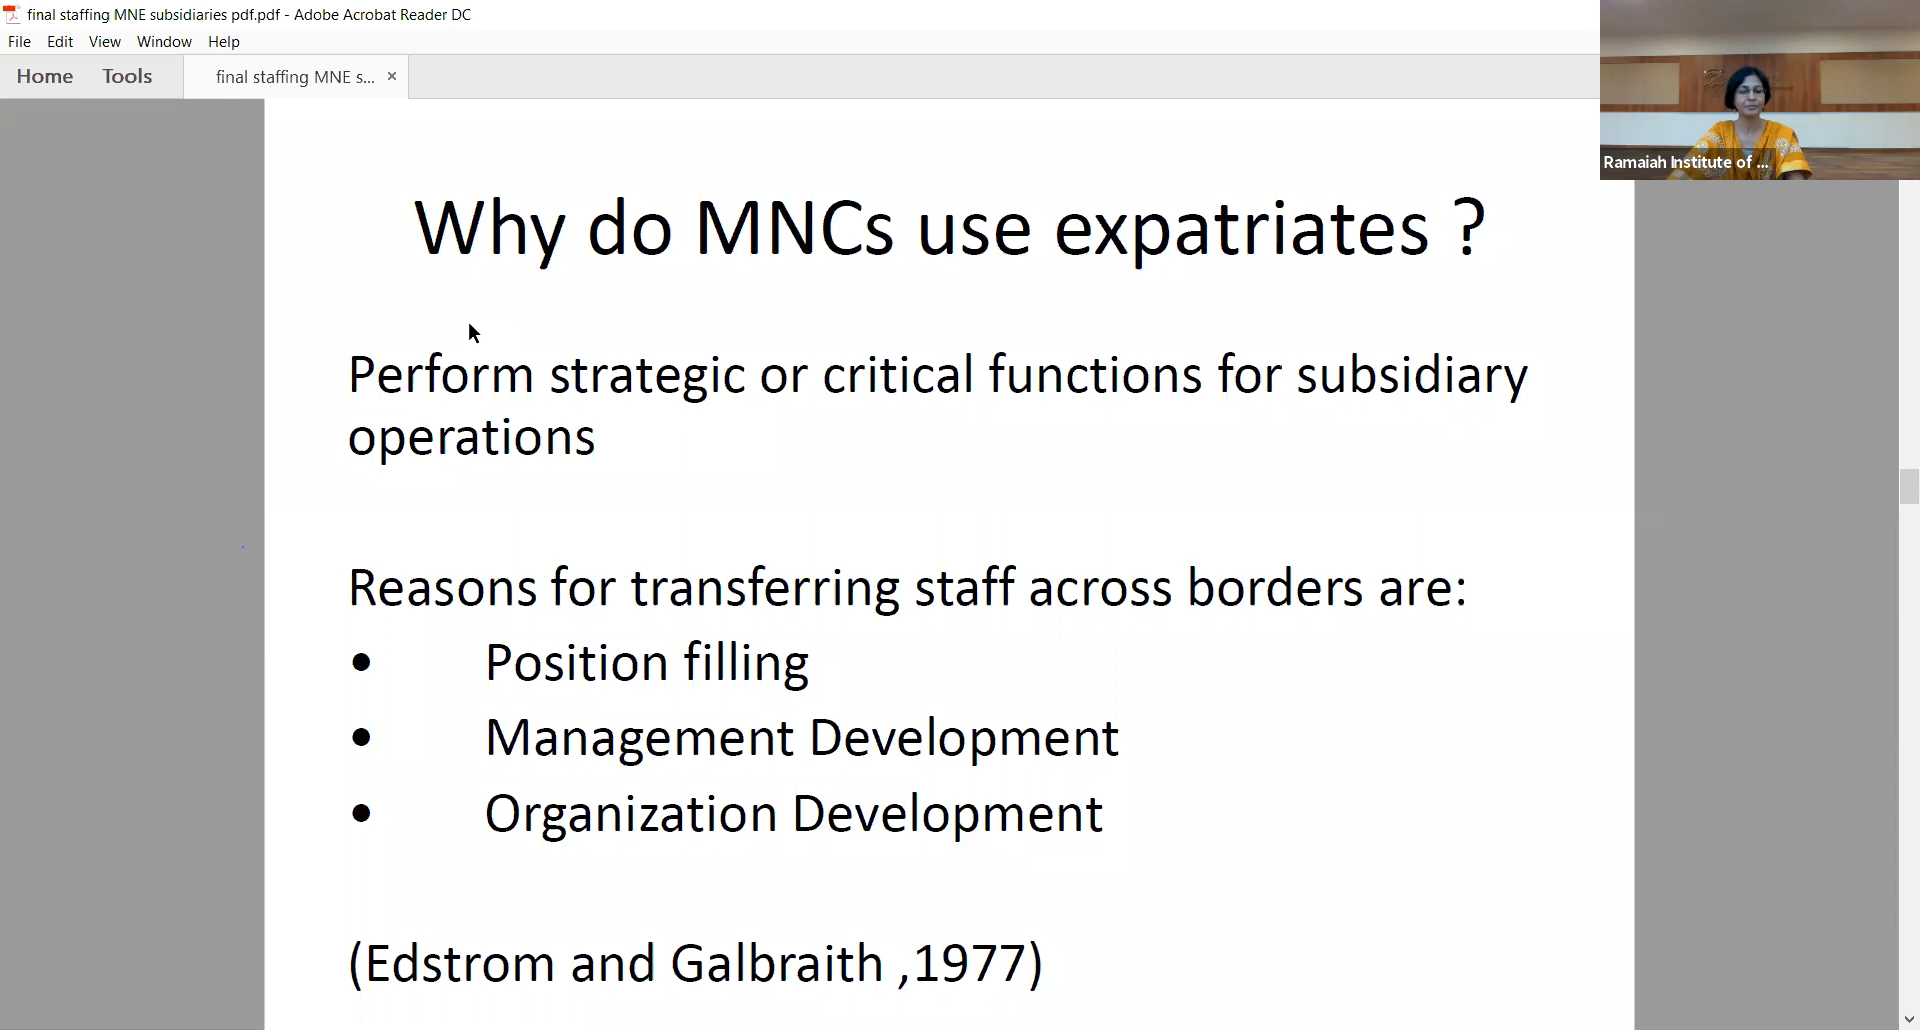 final staffing MNE subsidiaries pdf.pdf - Adobe Acrobat Reader DC
File Edit View Window Help
Home Tools final staffing MNE s... ×
Ramaiah Institute of ...
Why do MNCs use expatriates ?
Perform strategic or critical functions for subsidiary
operations
Reasons for transferring staff across borders are:
• Position filling
• Management Development
• Organization Development
(Edstrom and Galbraith ,1977)